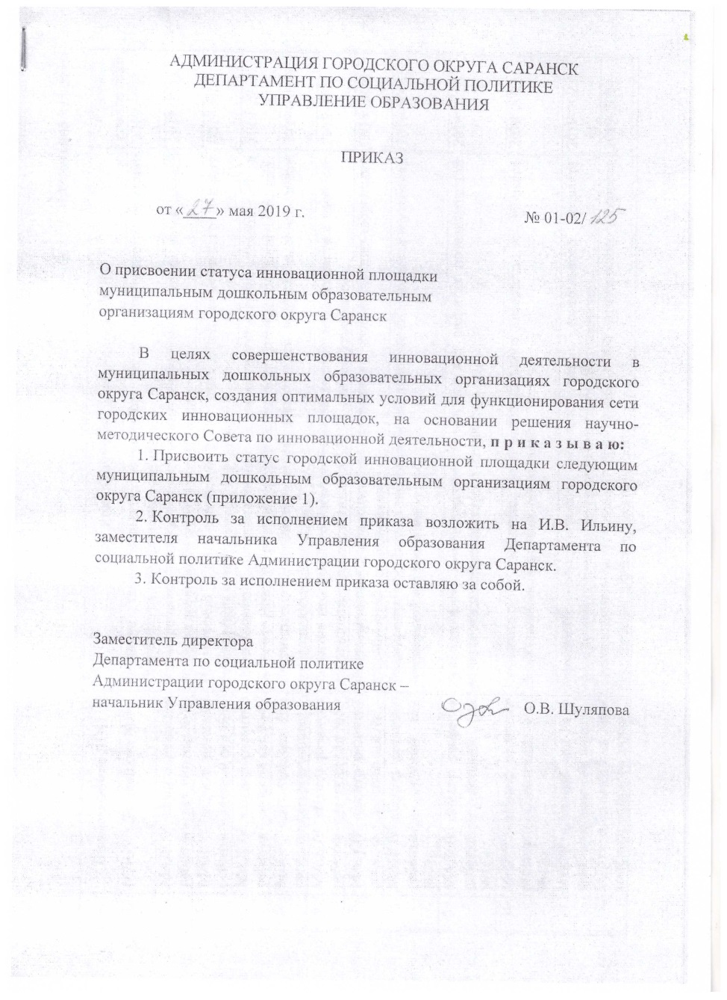 АДМИНИСТРАЦИЯ ГОРОДСКОГО ОКРУГА САРАНСК
ДЕПАРТАМЕНТ ПО СОЦИАЛЬНОЙ ПОЛИТИКЕ
УПРАВЛЕНИЕ ОБРАЗОВАНИЯ
ПРИКАЗ
от «27» мая 2019 г.
№ 01-02/ 125
О присвоении статуса инновационной площадки
муниципальным дошкольным образовательным
организациям городского округа Саранск
В целях совершенствования инновационной деятельности в
муниципальных дошкольных образовательных организациях городского
округа Саранск, создания оптимальных условий для функционирования сети
городских инновационных площадок, на основании решения научно-
методического Совета по инновационной деятельности, п р и к а з ы в а ю:
1. Присвоить статус городской инновационной площадки следующим
муниципальным дошкольным образовательным организациям городского
округа Саранск (приложение 1).
2. Контроль за исполнением приказа возложить на И.В. Ильину,
заместителя начальника Управления образования Департамента по
социальной политике Администрации городского округа Саранск.
3. Контроль за исполнением приказа оставляю за собой.
Заместитель директора
Департамента по социальной политике
Администрации городского округа Саранск –
начальник Управления образования
О.В. Шуляпова